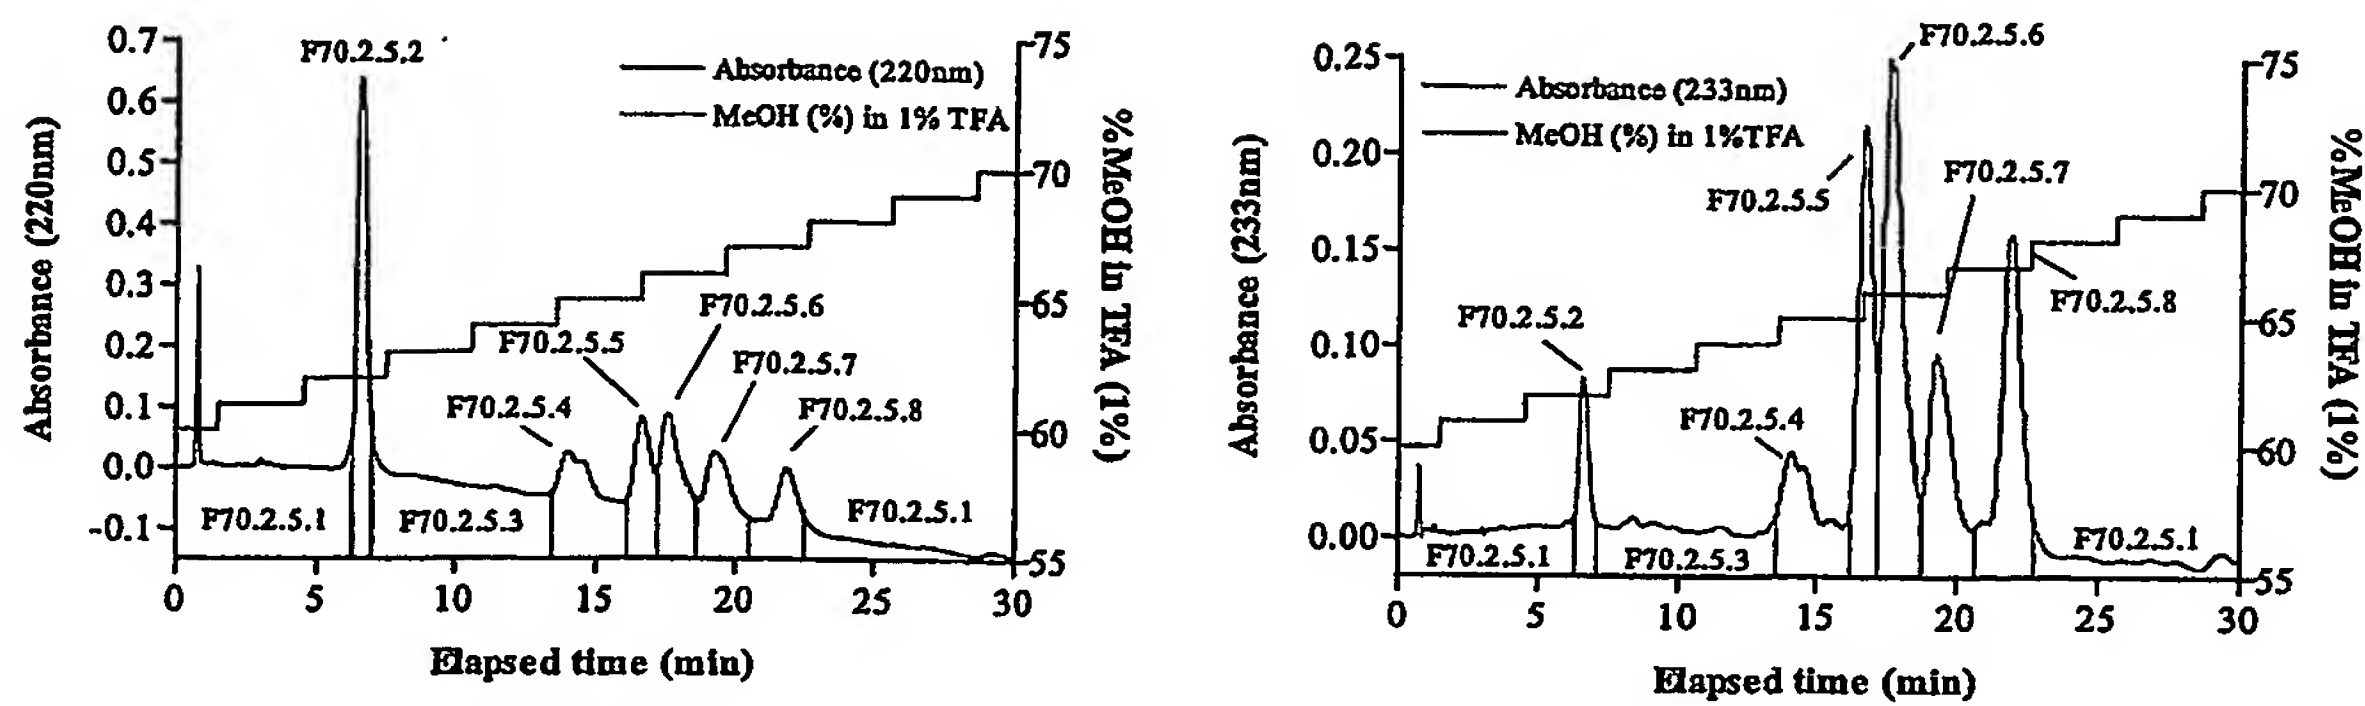 F70.2.5.2
Absorbance (220nm)
MeOH (%) in 1% TFA
0.7
0.6
0.5
0.4
0.3
0.2
0.1
0.0
-0.1
Absorbance (220nm)
F70.2.5.5
F70.2.5.6
F70.2.5.7
F70.2.5.4
F70.2.5.8
F70.2.5.1
F70.2.5.3
F70.2.5.1
75
70
65
60
55
%MeOH in TFA (1%)
0 5 10 15 20 25 30
Elapsed time (min)
F70.2.5.6
Absorbance (233nm)
MeOH (%) in 1%TFA
0.25
0.20
0.15
0.10
0.05
0.00
Absorbance (233nm)
F70.2.5.5
F70.2.5.7
F70.2.5.2
F70.2.5.8
F70.2.5.4
F70.2.5.1
F70.2.5.3
F70.2.5.1
75
70
65
60
55
%MeOH in TFA (1%)
0 5 10 15 20 25 30
Elapsed time (min)